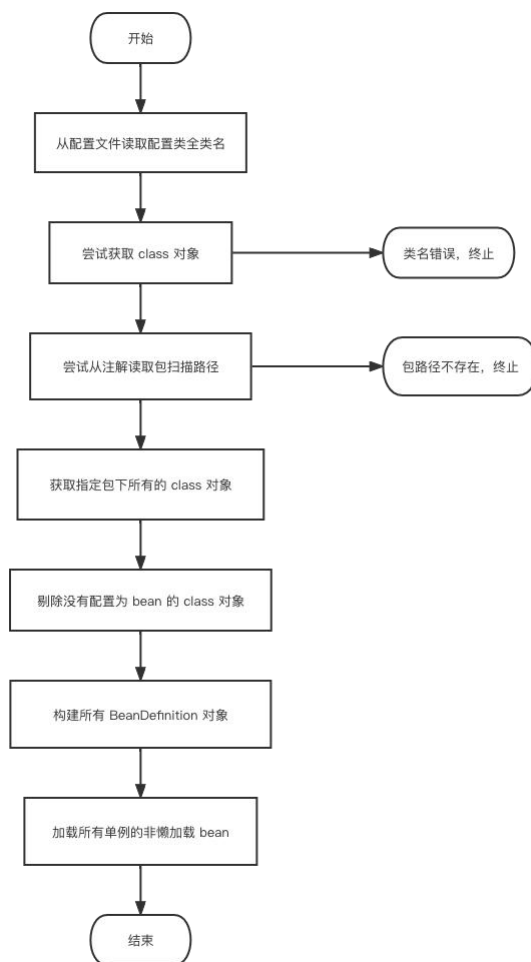 开始
从配置文件读取配置类全类名
尝试获取 class 对象
类名错误，终止
尝试从注解读取包扫描路径
包路径不存在，终止
获取指定包下所有的 class 对象
剔除没有配置为 bean 的 class 对象
构建所有 BeanDefinition 对象
加载所有单例的非懒加载 bean
结束